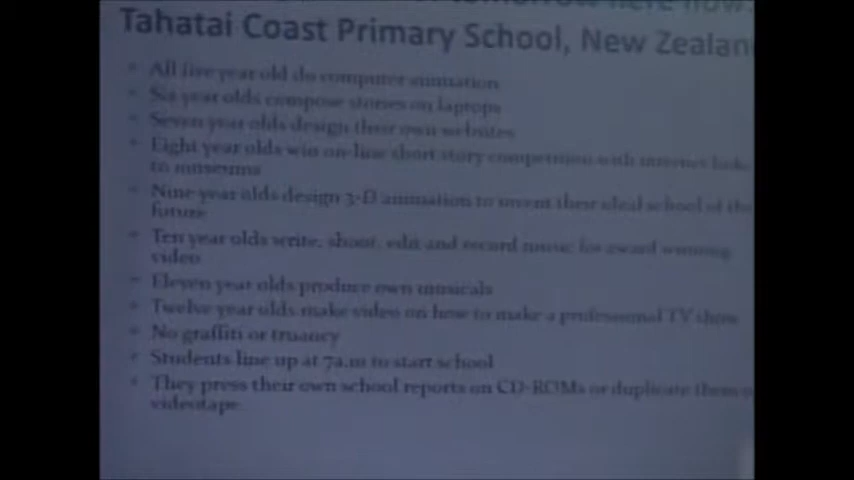 tomorrow here now.
Tahatai Coast Primary School, New Zealan
All five year old do computer animation
Six year olds compose stories on laptops
Seven year olds design their own websites
Eight year olds win on-line short story competition with internet links
to museums
Nine year olds design 3-D animation to invent their ideal school of the
future
Ten year olds write, shoot, edit and record music for award winning
video
Eleven year olds produce own musicals
Twelve year olds make video on how to make a professional TV show
No graffiti or truancy
Students line up at 7a.m to start school
They press their own school reports on CD-ROMs or duplicate them o
videotape